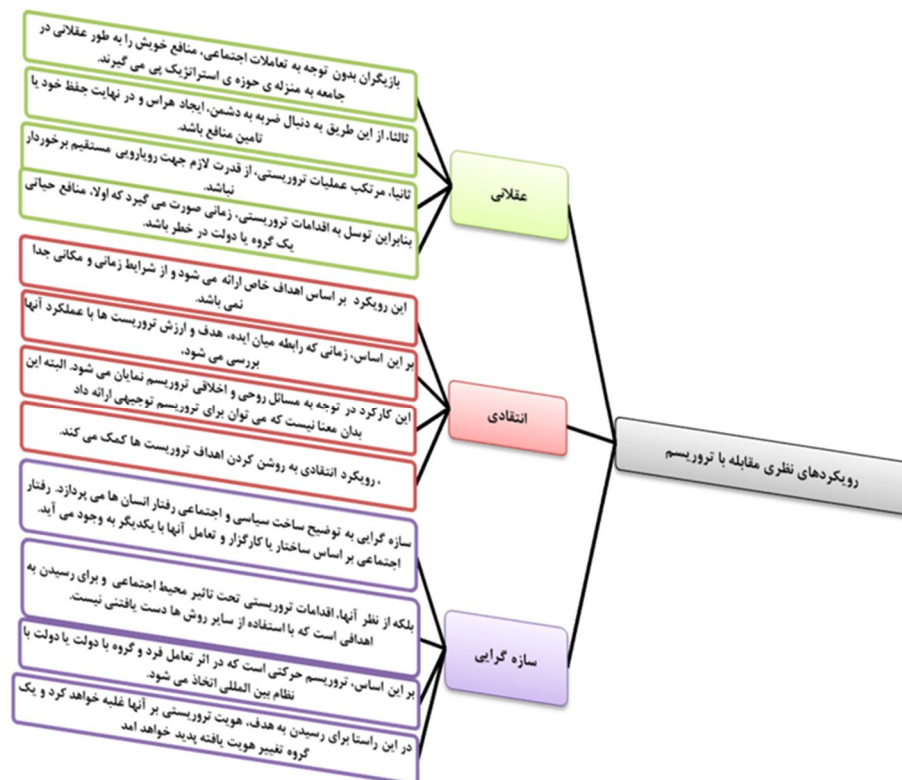 رویکردهای نظری مقابله با تروریسم
عقلانی
بازیگران بدون توجه به تعاملات اجتماعی، منافع خویش را به طور عقلانی در
جامعه به منزله ی حوزه ی استراتژیک پی می گیرند.
ثالثا، از این طریق به دنبال ضربه به دشمن، ایجاد هراس و در نهایت حفظ خود یا
تامین منافع باشد.
ثانیا، مرتکب عملیات تروریستی، از قدرت لازم جهت رویارویی مستقیم برخوردار
نباشد.
بنابراین توسل به اقدامات تروریستی، زمانی صورت می گیرد که اولا، منافع حیاتی
یک گروه یا دولت در خطر باشد.
انتقادی
این رویکرد بر اساس اهداف خاص ارائه می شود و از شرایط زمانی و مکانی جدا
نمی باشد.
بر این اساس، زمانی که رابطه میان ایده، هدف و ارزش تروریست ها با عملکرد آنها
بررسی می شود،
این کارکرد در توجه به مسائل روحی و اخلاقی تروریسم نمایان می شود. البته این
بدان معنا نیست که می توان برای تروریسم توجیهی ارائه داد
، رویکرد انتقادی به روشن کردن اهداف تروریست ها کمک می کند.
سازه گرایی
سازه گرایی به توضیح ساخت سیاسی و اجتماعی رفتار انسان ها می پردازد. رفتار
اجتماعی بر اساس ساختار یا کارگزار و تعامل آنها با یکدیگر به وجود می آید.
بلکه از نظر آنها، اقدامات تروریستی تحت تاثیر محیط اجتماعی و برای رسیدن به
اهدافی است که با استفاده از سایر روش ها دست یافتنی نیست.
بر این اساس، تروریسم حرکتی است که در اثر تعامل فرد و گروه با دولت یا دولت با
نظام بین المللی اتخاذ می شود.
در این راستا برای رسیدن به هدف، هویت تروریستی بر آنها غلبه خواهد کرد و یک
گروه تغییر هویت یافته پدید خواهد امد